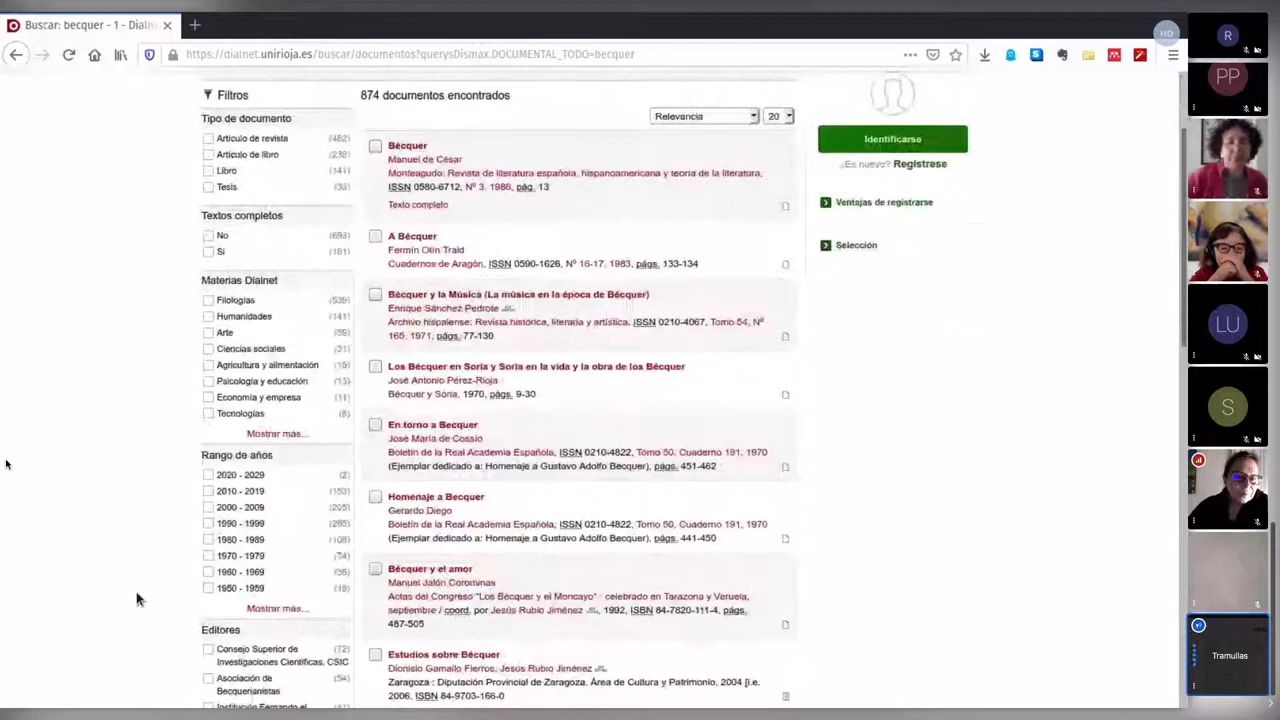 Buscar: becquer - 1 - Dialn
https://dialnet.unirioja.es/buscar/documentos?querysDismax.DOCUMENTAL_TODO=becquer
HD
Filtros
Tipo de documento
Artículo de revista (462)
Artículo de libro (238)
Libro (141)
Tesis (33)
Textos completos
No (693)
Sí (181)
Materias Dialnet
Filologías (539)
Humanidades (141)
Arte (59)
Ciencias sociales (31)
Agricultura y alimentación (15)
Psicología y educación (13)
Economía y empresa (11)
Tecnologías (8)
Mostrar más...
Rango de años
2020 - 2029 (2)
2010 - 2019 (153)
2000 - 2009 (205)
1990 - 1999 (265)
1980 - 1989 (108)
1970 - 1979 (74)
1960 - 1969 (36)
1950 - 1959 (15)
Mostrar más...
Editores
Consejo Superior de (72)
Investigaciones Científicas, CSIC
Asociación de (54)
Becquerianistas
874 documentos encontrados
Relevancia 20
Bécquer
Manuel de César
Monteagudo: Revista de literatura española, hispanoamericana y teoría de la literatura,
ISSN 0580-6712, Nº 3, 1986, pág. 13
Texto completo
A Bécquer
Fermín Otín Traid
Cuadernos de Aragón, ISSN 0590-1626, Nº 16-17, 1983, págs. 133-134
Bécquer y la Música (La música en la época de Bécquer)
Enrique Sánchez Pedrote
Archivo hispalense: Revista histórica, literaria y artística, ISSN 0210-4067, Tomo 54, Nº
165, 1971, págs. 77-130
Los Bécquer en Soria y Soria en la vida y la obra de los Bécquer
José Antonio Pérez-Rioja
Bécquer y Soria, 1970, págs. 9-30
En torno a Becquer
José María de Cossío
Boletín de la Real Academia Española, ISSN 0210-4822, Tomo 50, Cuaderno 191, 1970
(Ejemplar dedicado a: Homenaje a Gustavo Adolfo Becquer), págs. 451-462
Homenaje a Becquer
Gerardo Diego
Boletín de la Real Academia Española, ISSN 0210-4822, Tomo 50, Cuaderno 191, 1970
(Ejemplar dedicado a: Homenaje a Gustavo Adolfo Becquer), págs. 441-450
Bécquer y el amor
Manuel Jalón Corominas
Actas del Congreso "Los Bécquer y el Moncayo" : celebrado en Tarazona y Veruela,
septiembre / coord. por Jesús Rubio Jiménez, 1992, ISBN 84-7820-111-4, págs.
487-505
Estudios sobre Bécquer
Dionisio Gamallo Fierros, Jesús Rubio Jiménez
Zaragoza : Diputación Provincial de Zaragoza. Área de Cultura y Patrimonio, 2004 [i.e.
2006, ISBN 84-9703-166-0
Identificarse
¿Es nuevo? Regístrese
Ventajas de registrarse
Selección
R
PP
LU
S
Tramullas